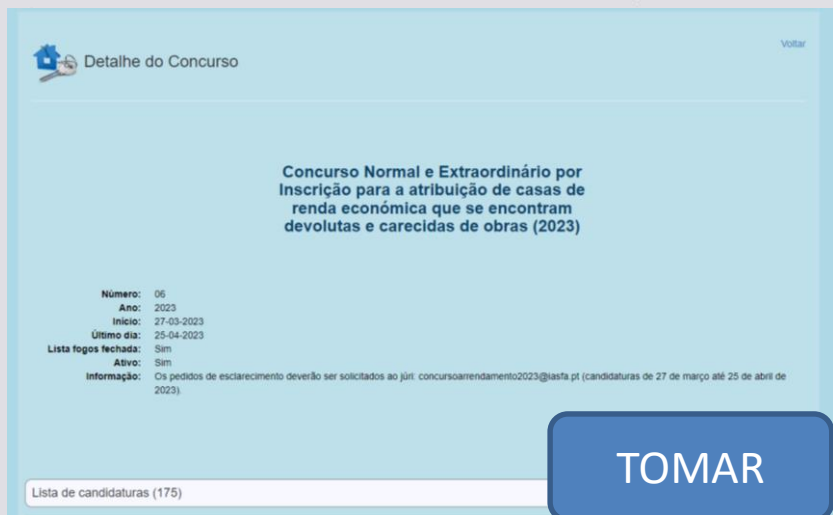 Voltar
Detalhe do Concurso
Concurso Normal e Extraordinário por
Inscrição para a atribuição de casas de
renda económica que se encontram
devolutas e carecidas de obras (2023)
Número: 06
Ano: 2023
Início: 27-03-2023
Último dia: 25-04-2023
Lista fogos fechada: Sim
Ativo: Sim
Informação: Os pedidos de esclarecimento deverão ser solicitados ao júri: concursoarrendamento2023@iasfa.pt (candidaturas de 27 de março até 25 de abril de
2023).
TOMAR
Lista de candidaturas (175)